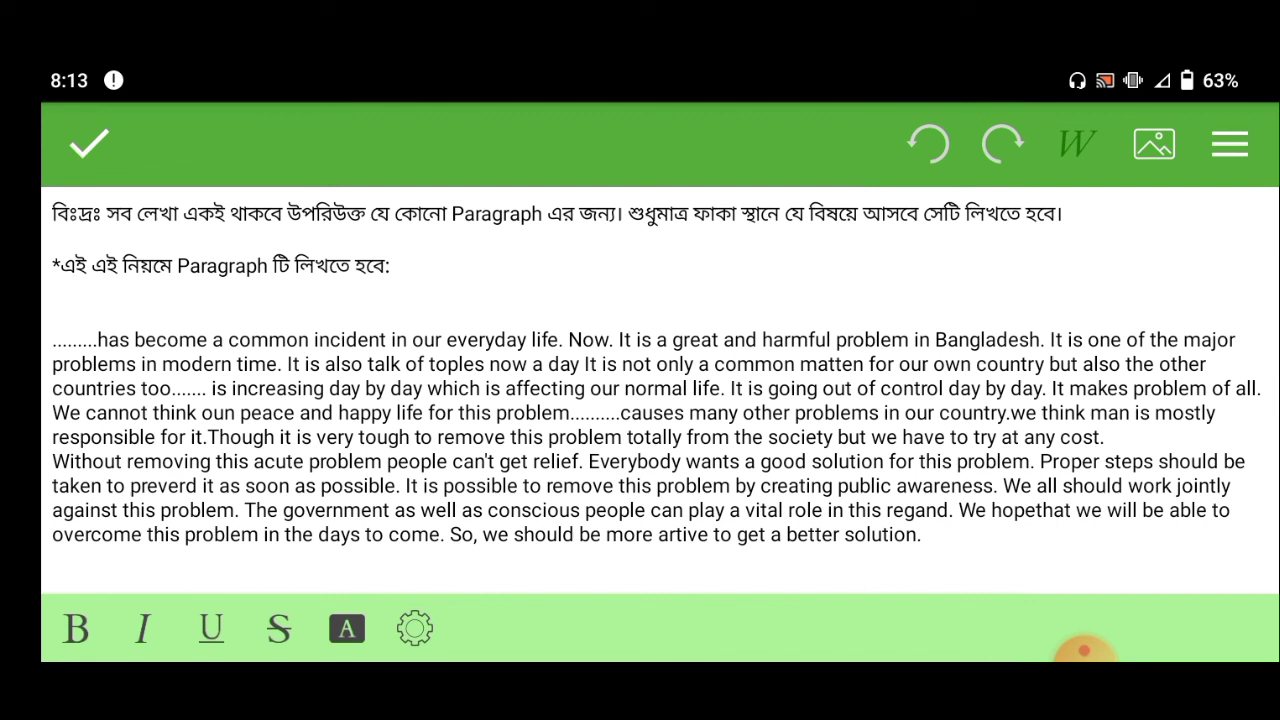 8:13
63%
W
বিঃদ্রঃ সব লেখা একই থাকবে উপরিউক্ত যে কোনো Paragraph এর জন্য। শুধুমাত্র ফাকা স্থানে যে বিষয়ে আসবে সেটি লিখতে হবে।
*এই এই নিয়মে Paragraph টি লিখতে হবে:
.........has become a common incident in our everyday life. Now. It is a great and harmful problem in Bangladesh. It is one of the major
problems in modern time. It is also talk of toples now a day It is not only a common matten for our own country but also the other
countries too....... is increasing day by day which is affecting our normal life. It is going out of control day by day. It makes problem of all.
We cannot think oun peace and happy life for this problem..........causes many other problems in our country.we think man is mostly
responsible for it.Though it is very tough to remove this problem totally from the society but we have to try at any cost.
Without removing this acute problem people can't get relief. Everybody wants a good solution for this problem. Proper steps should be
taken to preverd it as soon as possible. It is possible to remove this problem by creating public awareness. We all should work jointly
against this problem. The government as well as conscious people can play a vital role in this regand. We hopethat we will be able to
overcome this problem in the days to come. So, we should be more artive to get a better solution.
B I U S A